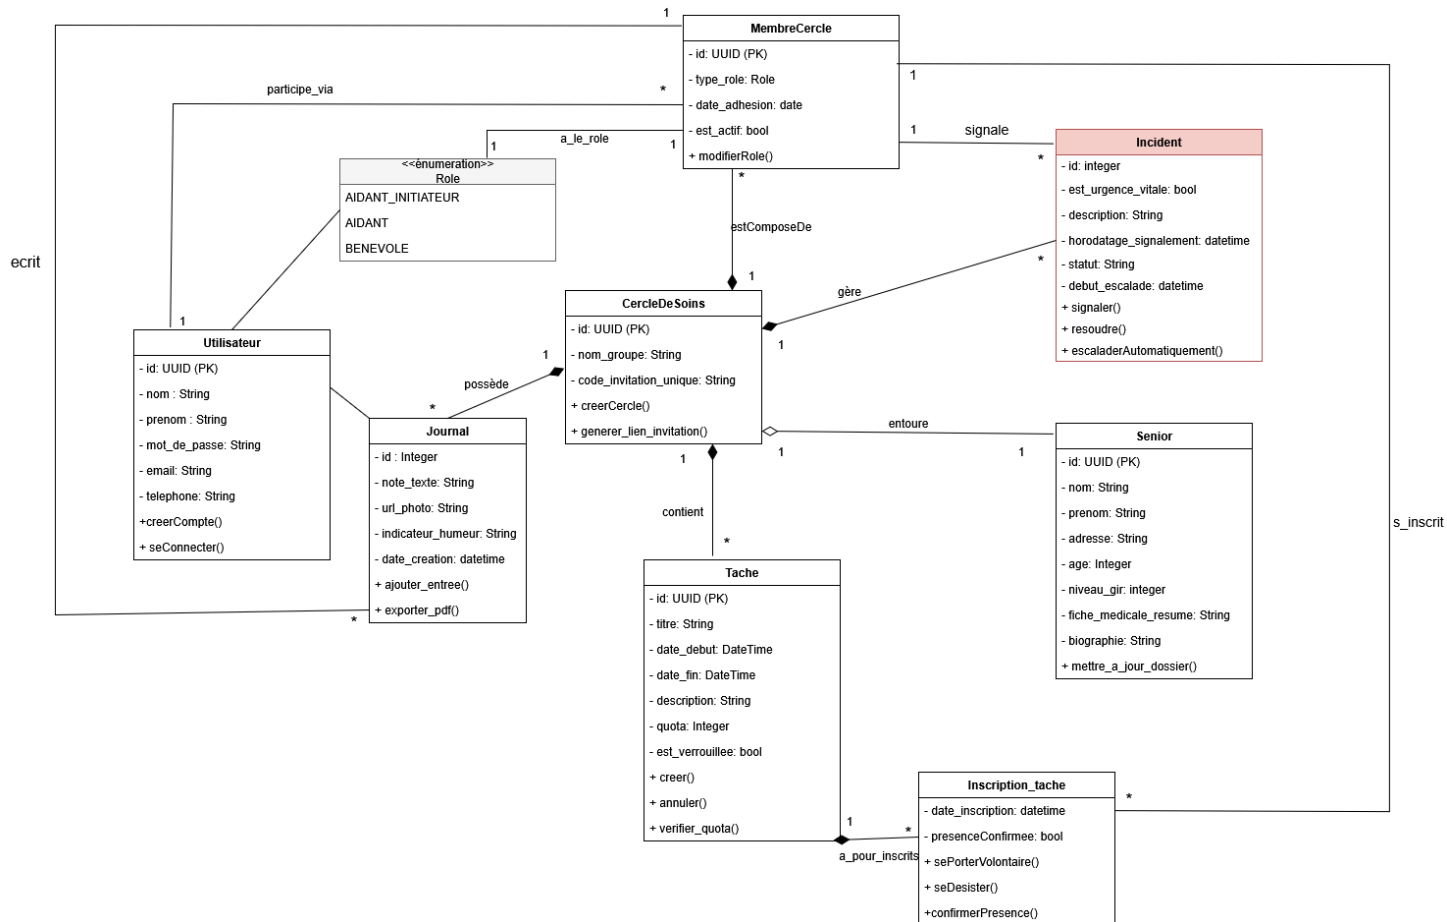 1
MembreCercle
- id: UUID (PK)
- type_role: Role
- date_adhesion: date
- est_actif: bool
+ modifierRole()
participe_via
*
a_le_role
1
1
1
1
signale
*
<<énumeration>>
Role
AIDANT_INITIATEUR
AIDANT
BENEVOLE
Incident
- id: integer
- est_urgence_vitale: bool
- description: String
- horodatage_signalement: datetime
- statut: String
- debut_escalade: datetime
+ signaler()
+ resoudre()
+ escaladerAutomatiquement()
*
estComposeDe
1
ecrit
gère
*
1
CercleDeSoins
- id: UUID (PK)
- nom_groupe: String
- code_invitation_unique: String
+ creerCercle()
+ generer_lien_invitation()
1
Utilisateur
- id: UUID (PK)
- nom : String
- prenom : String
- mot_de_passe: String
- email: String
- telephone: String
+creerCompte()
+ seConnecter()
1
possède
*
Journal
- id : Integer
- note_texte: String
- url_photo: String
- indicateur_humeur: String
- date_creation: datetime
+ ajouter_entree()
+ exporter_pdf()
*
entoure
1
1
Senior
- id: UUID (PK)
- nom: String
- prenom: String
- adresse: String
- age: Integer
- niveau_gir: integer
- fiche_medicale_resume: String
- biographie: String
+ mettre_a_jour_dossier()
s_inscrit
1
contient
*
Tache
- id: UUID (PK)
- titre: String
- date_debut: DateTime
- date_fin: DateTime
- description: String
- quota: Integer
- est_verrouillee: bool
+ creer()
+ annuler()
+ verifier_quota()
1
*
a_pour_inscrits
Inscription_tache
- date_inscription: datetime
- presenceConfirmee: bool
+ sePorterVolontaire()
+ seDesister()
+confirmerPresence()
*